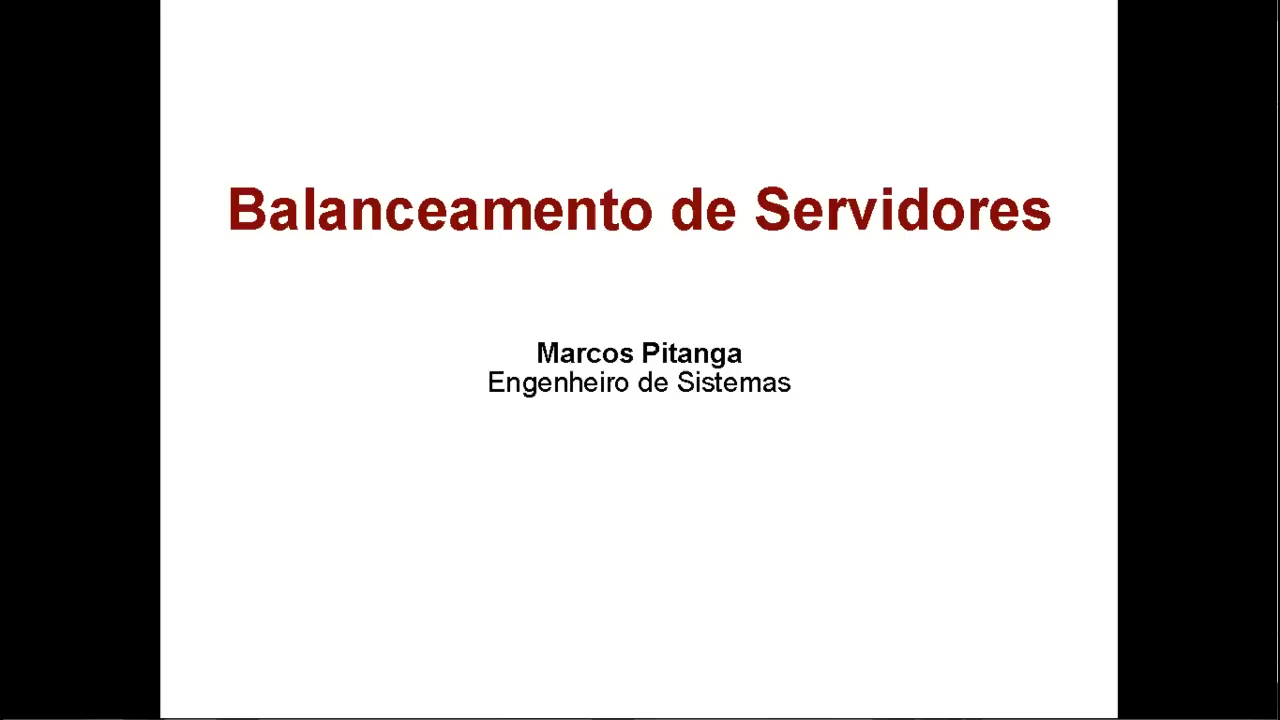 Balanceamento de Servidores
Marcos Pitanga
Engenheiro de Sistemas